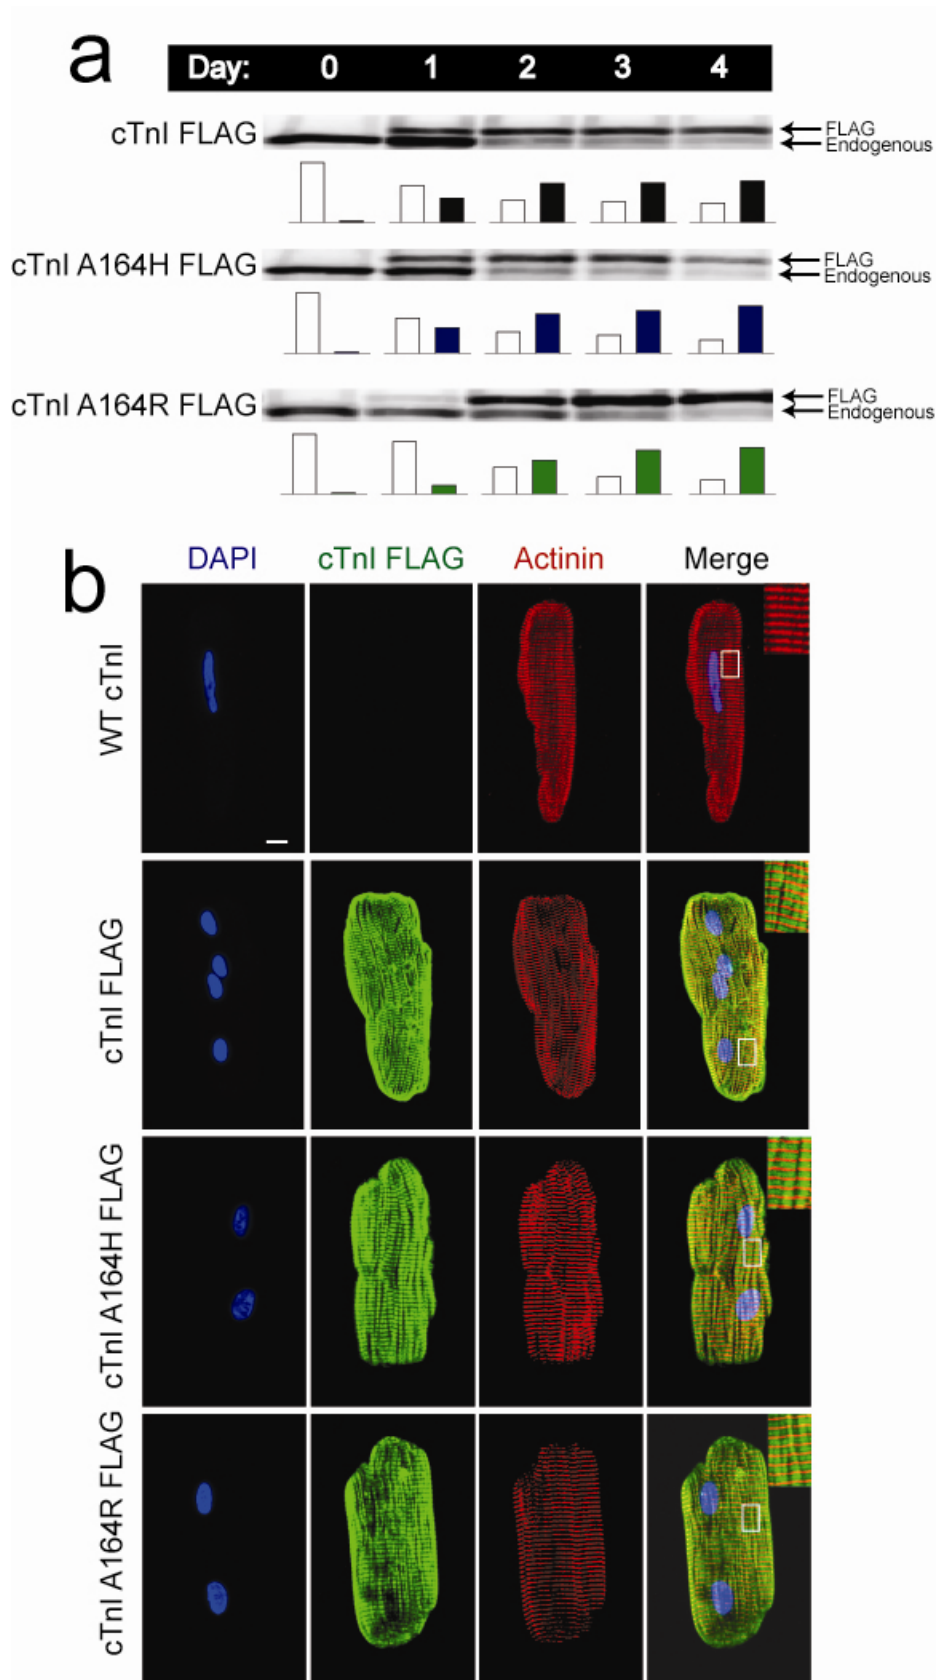 a
Day: 0 1 2 3 4
cTnI FLAG
FLAG
Endogenous
cTnI A164H FLAG
FLAG
Endogenous
cTnI A164R FLAG
FLAG
Endogenous
b
DAPI cTnI FLAG Actinin Merge
WT cTnI
cTnI FLAG
cTnI A164H FLAG
cTnI A164R FLAG